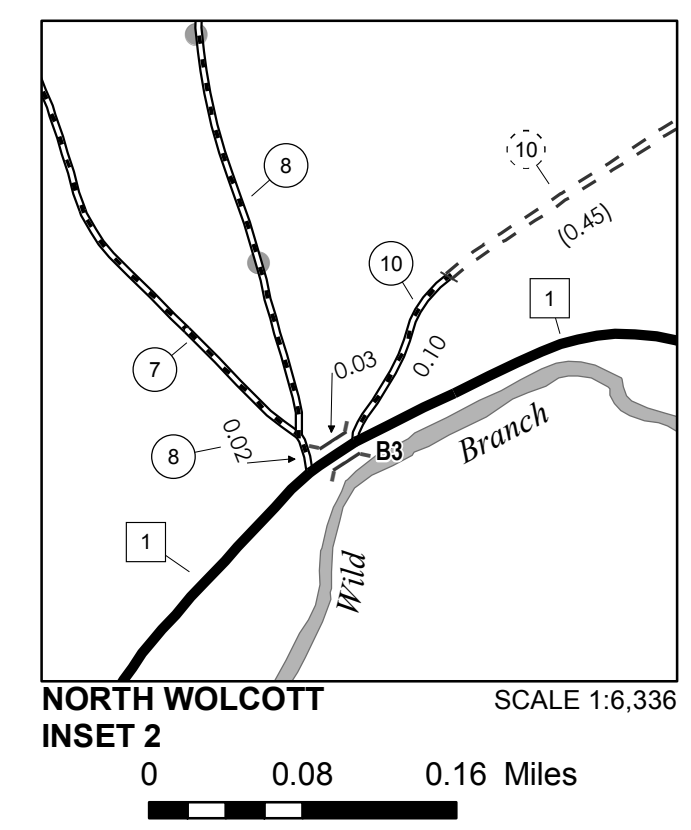 10
8
(0.45)
10
1
7
0.03
0.10
8
0.02
B3
Branch
1
Wild
NORTH WOLCOTT
INSET 2
SCALE 1:6,336
0 0.08 0.16 Miles